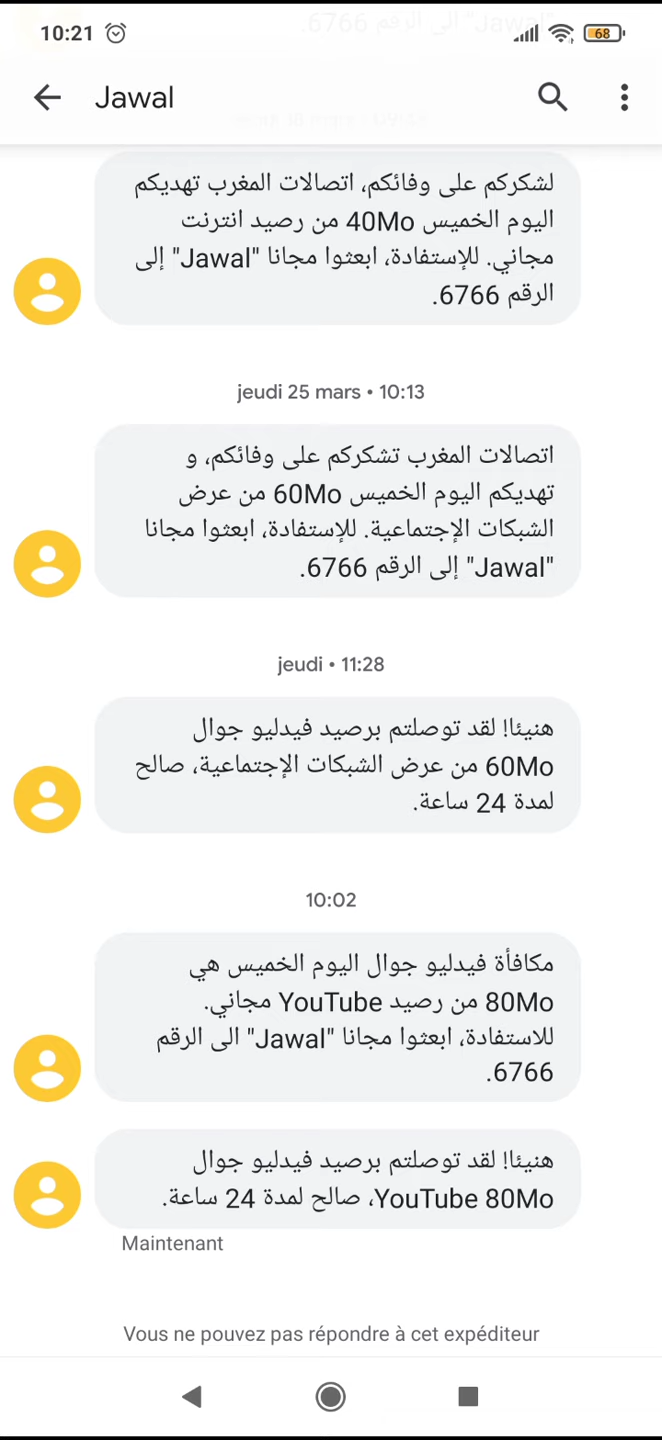 10:21
68
Jawal
لشكركم على وفائكم، اتصالات المغرب تهديكم
اليوم الخميس 40Mo من رصيد انترنت
مجاني. للإستفادة، ابعثوا مجانا "Jawal" إلى
الرقم 6766.
jeudi 25 mars • 10:13
اتصالات المغرب تشكركم على وفائكم، و
تهديكم اليوم الخميس 60Mo من عرض
الشبكات الإجتماعية. للإستفادة، ابعثوا مجانا
"Jawal" إلى الرقم 6766.
jeudi • 11:28
هنيئا! لقد توصلتم برصيد فيدليو جوال
60Mo من عرض الشبكات الإجتماعية، صالح
لمدة 24 ساعة.
10:02
مكافأة فيدليو جوال اليوم الخميس هي
80Mo من رصيد YouTube مجاني.
للاستفادة، ابعثوا مجانا "Jawal" الى الرقم
6766.
هنيئا! لقد توصلتم برصيد فيدليو جوال
YouTube 80Mo، صالح لمدة 24 ساعة.
Maintenant
Vous ne pouvez pas répondre à cet expéditeur